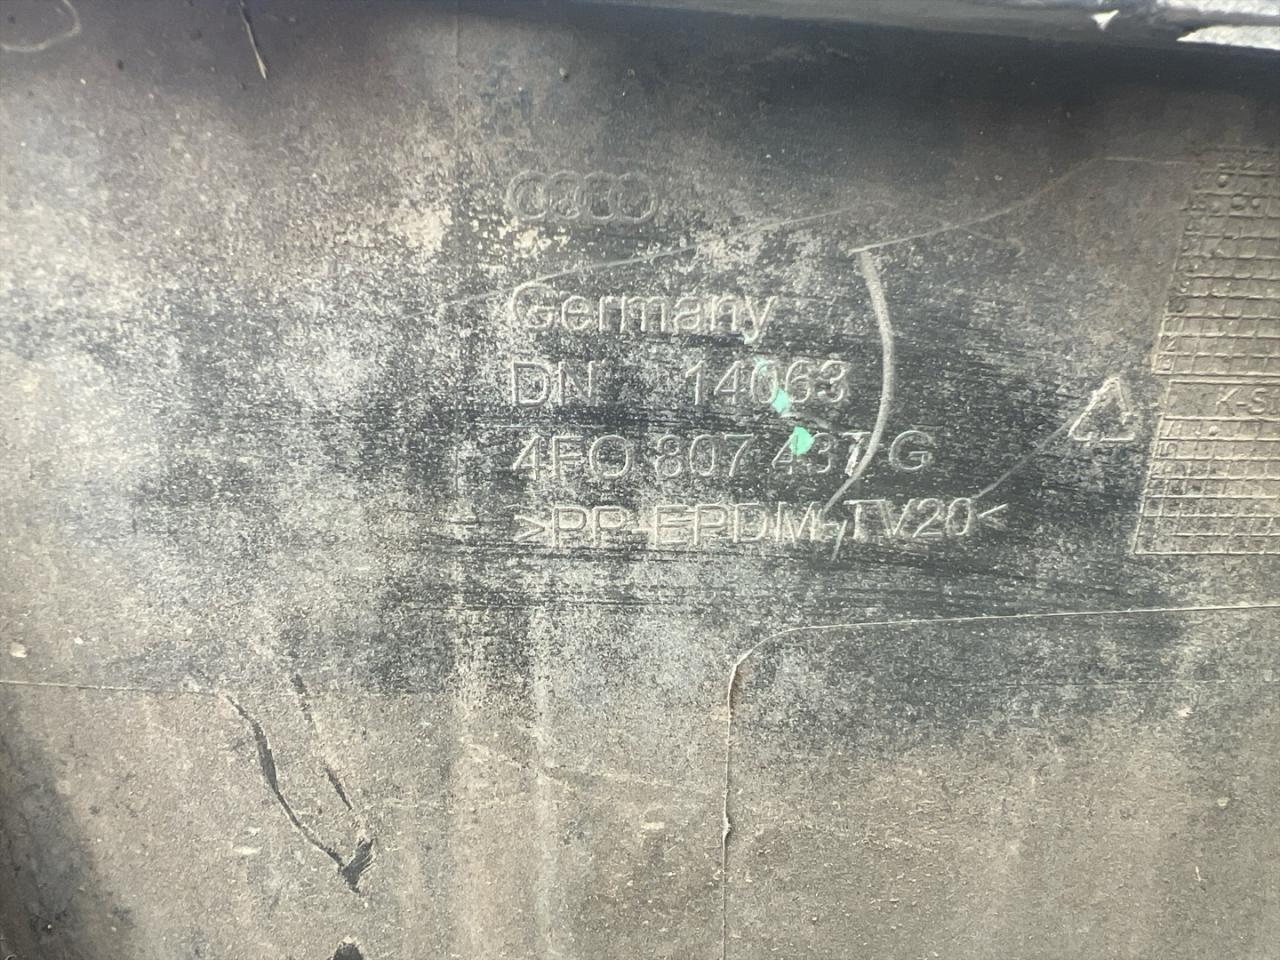 Germany
DN 14063
4F0 807 437 G
>PP-EPDM,TV20<
K-S